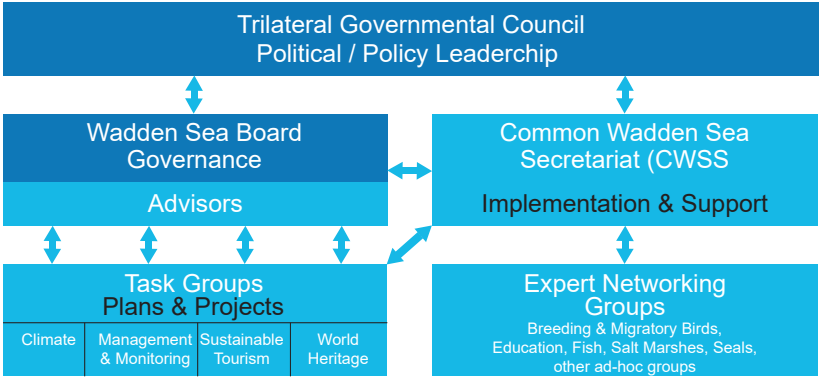 Trilateral Governmental Council
Political / Policy Leaderchip
Wadden Sea Board
Governance
Advisors
Common Wadden Sea
Secretariat (CWSS
Implementation & Support
Task Groups
Plans & Projects
Climate
Management
& Monitoring
Sustainable
Tourism
World
Heritage
Expert Networking
Groups
Breeding & Migratory Birds,
Education, Fish, Salt Marshes, Seals,
other ad-hoc groups